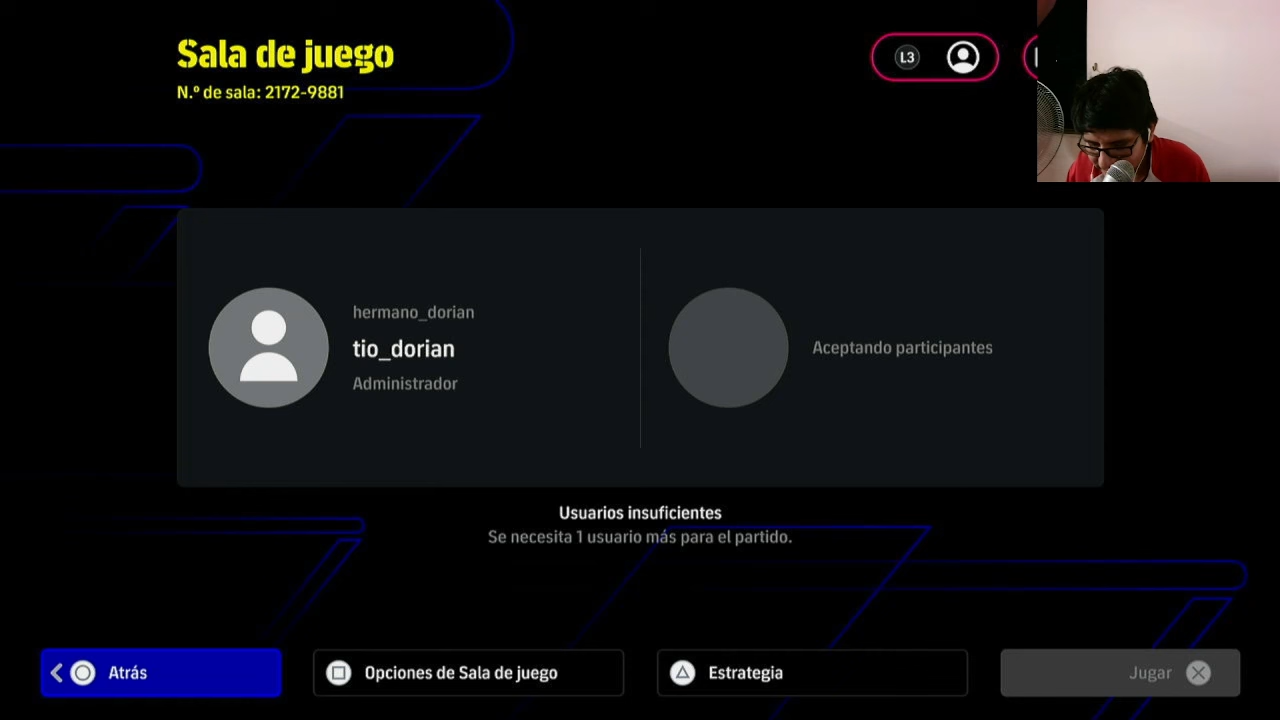 Sala de juego
N.º de sala: 2172-9881
L3
hermano_dorian
tio_dorian
Administrador
Aceptando participantes
Usuarios insuficientes
Se necesita 1 usuario más para el partido.
Atrás
Opciones de Sala de juego
Estrategia
Jugar